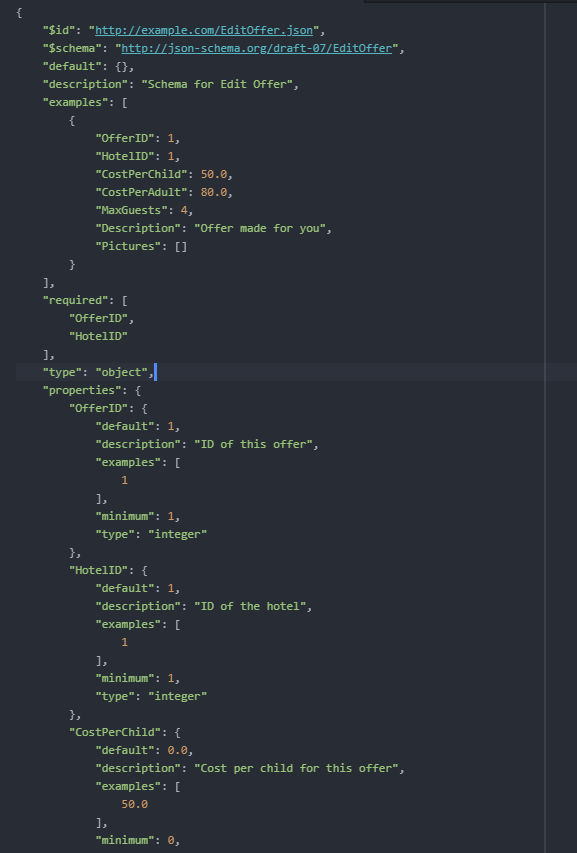 {
    "$id": "http://example.com/EditOffer.json",
    "$schema": "http://json-schema.org/draft-07/EditOffer",
    "default": {},
    "description": "Schema for Edit Offer",
    "examples": [
        {
            "OfferID": 1,
            "HotelID": 1,
            "CostPerChild": 50.0,
            "CostPerAdult": 80.0,
            "MaxGuests": 4,
            "Description": "Offer made for you",
            "Pictures": []
        }
    ],
    "required": [
        "OfferID",
        "HotelID"
    ],
    "type": "object",
    "properties": {
        "OfferID": {
            "default": 1,
            "description": "ID of this offer",
            "examples": [
                1
            ],
            "minimum": 1,
            "type": "integer"
        },
        "HotelID": {
            "default": 1,
            "description": "ID of the hotel",
            "examples": [
                1
            ],
            "minimum": 1,
            "type": "integer"
        },
        "CostPerChild": {
            "default": 0.0,
            "description": "Cost per child for this offer",
            "examples": [
                50.0
            ],
            "minimum": 0,